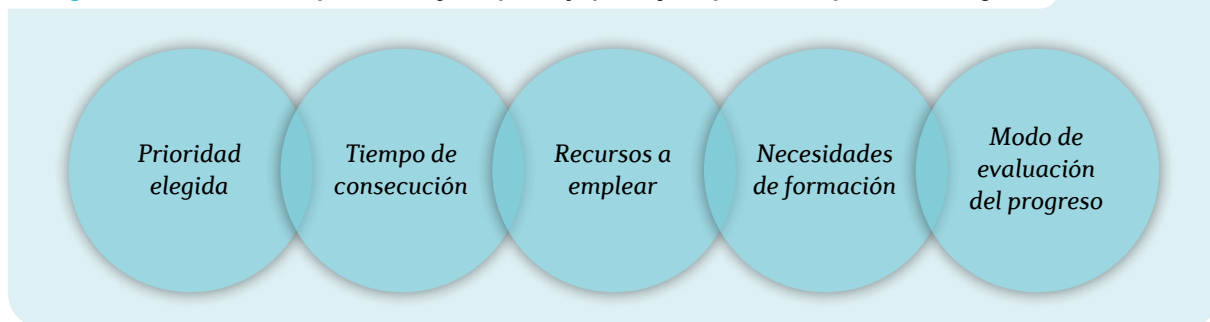 Prioridad
elegida
Tiempo de
consecución
Recursos a
emplear
Necesidades
de formación
Modo de
evaluación
del progreso